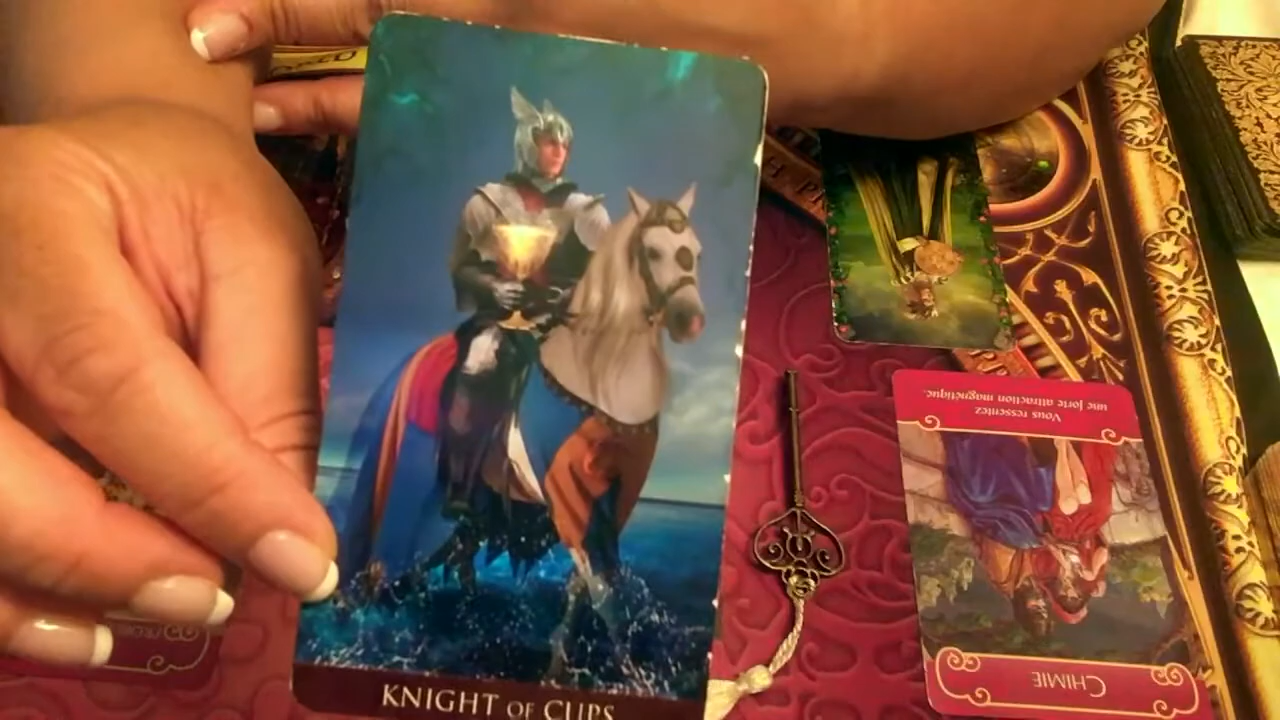 KNIGHT OF CUPS
Vous ressentez
une forte attraction magnétique.
CHIMIE